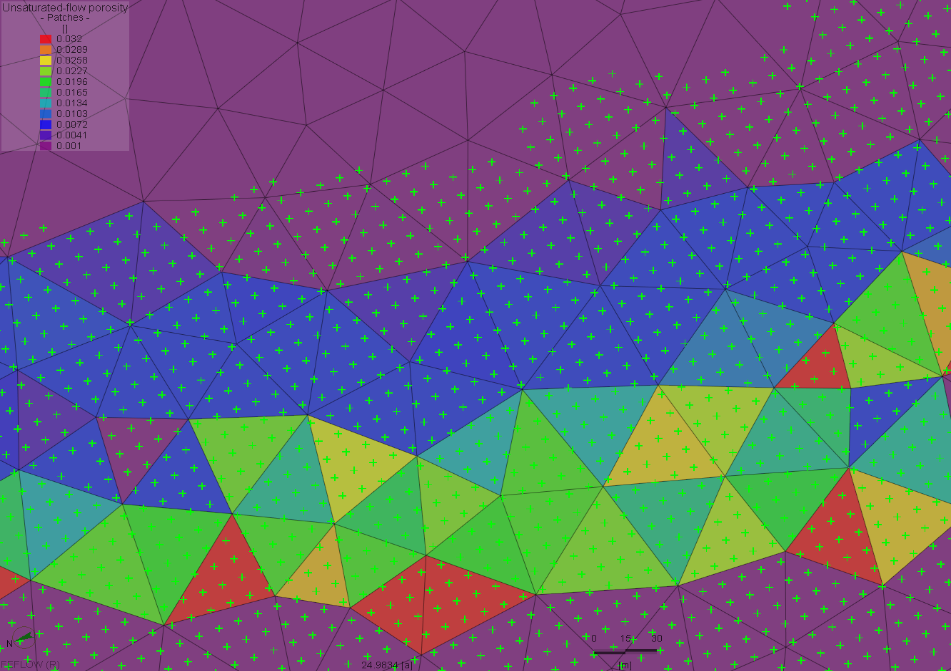 Unsaturated-flow porosity
- Patches -
[]
0.032
0.0289
0.0258
0.0227
0.0196
0.0165
0.0134
0.0103
0.0072
0.0041
0.001
N
0 15 30
[m]
FEFLOW (R)
24.9834 [a]